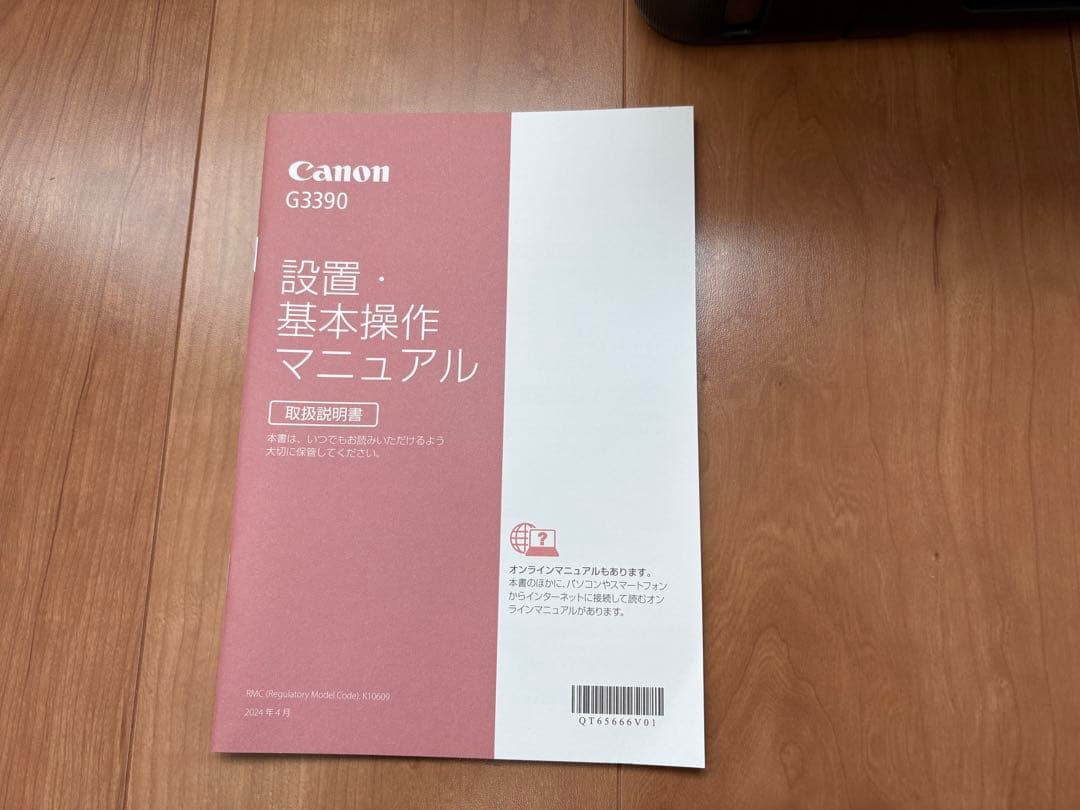 Canon
G3390
設置・
基本操作
マニュアル
取扱説明書
本書は、いつでもお読みいただけるよう
大切に保管してください。
?
オンラインマニュアルもあります。
本書のほかに、パソコンやスマートフォン
からインターネットに接続して読むオン
ラインマニュアルがあります。
RMC (Regulatory Model Code): K10609
2024 年 4 月
QT65666V01